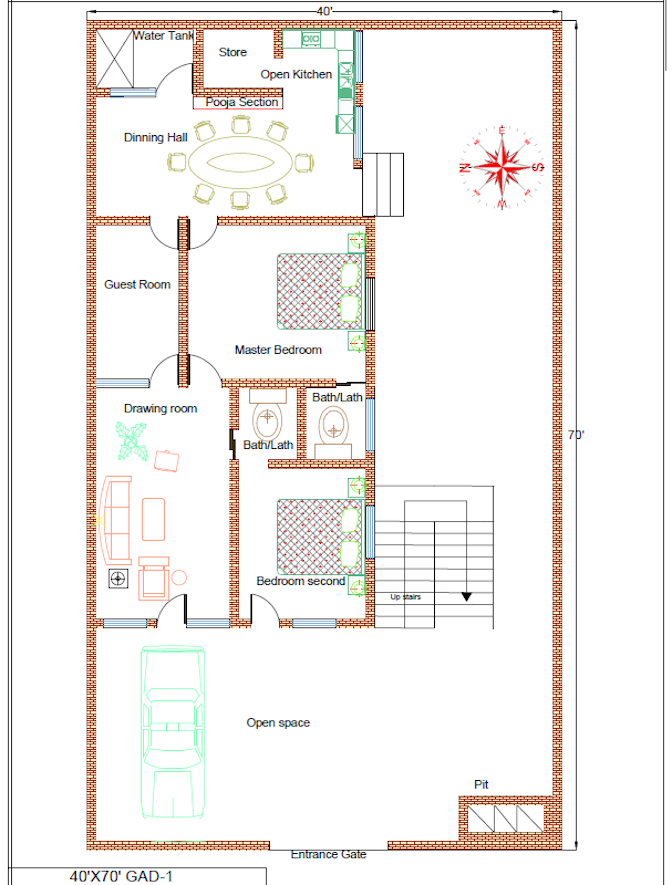 40'
Water Tank
Store
Open Kitchen
Pooja Section
Dinning Hall
E
N
S
W
Guest Room
Master Bedroom
Drawing room
Bath/Lath
Bath/Lath
70'
Bedroom second
Up stairs
Open space
Pit
Entrance Gate
40'X70' GAD-1